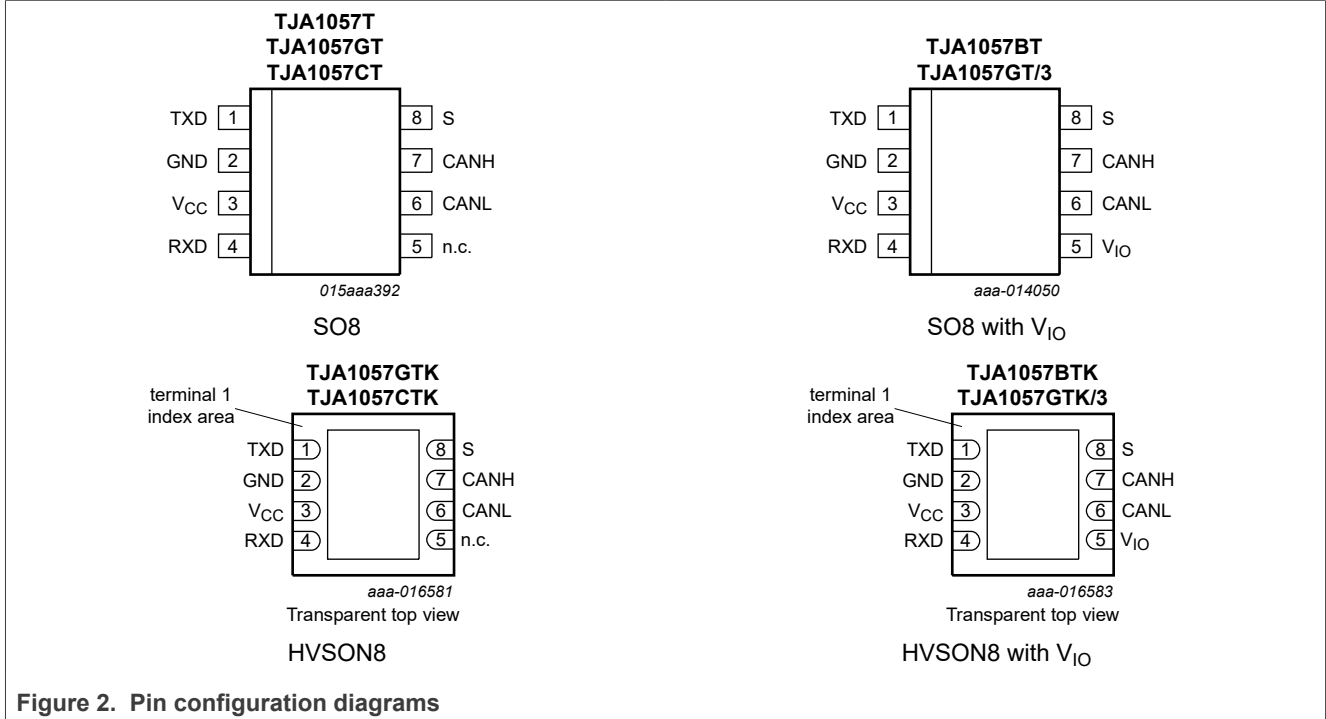 TJA1057T
TJA1057GT
TJA1057CT
TXD 1
GND 2
VCC 3
RXD 4
8 S
7 CANH
6 CANL
5 n.c.
015aaa392
SO8
TJA1057BT
TJA1057GT/3
TXD 1
GND 2
VCC 3
RXD 4
8 S
7 CANH
6 CANL
5 VIO
aaa-014050
SO8 with VIO
TJA1057GTK
TJA1057CTK
terminal 1
index area
TXD 1
GND 2
VCC 3
RXD 4
8 S
7 CANH
6 CANL
5 n.c.
aaa-016581
Transparent top view
HVSON8
TJA1057BTK
TJA1057GTK/3
terminal 1
index area
TXD 1
GND 2
VCC 3
RXD 4
8 S
7 CANH
6 CANL
5 VIO
aaa-016583
Transparent top view
HVSON8 with VIO
Figure 2. Pin configuration diagrams